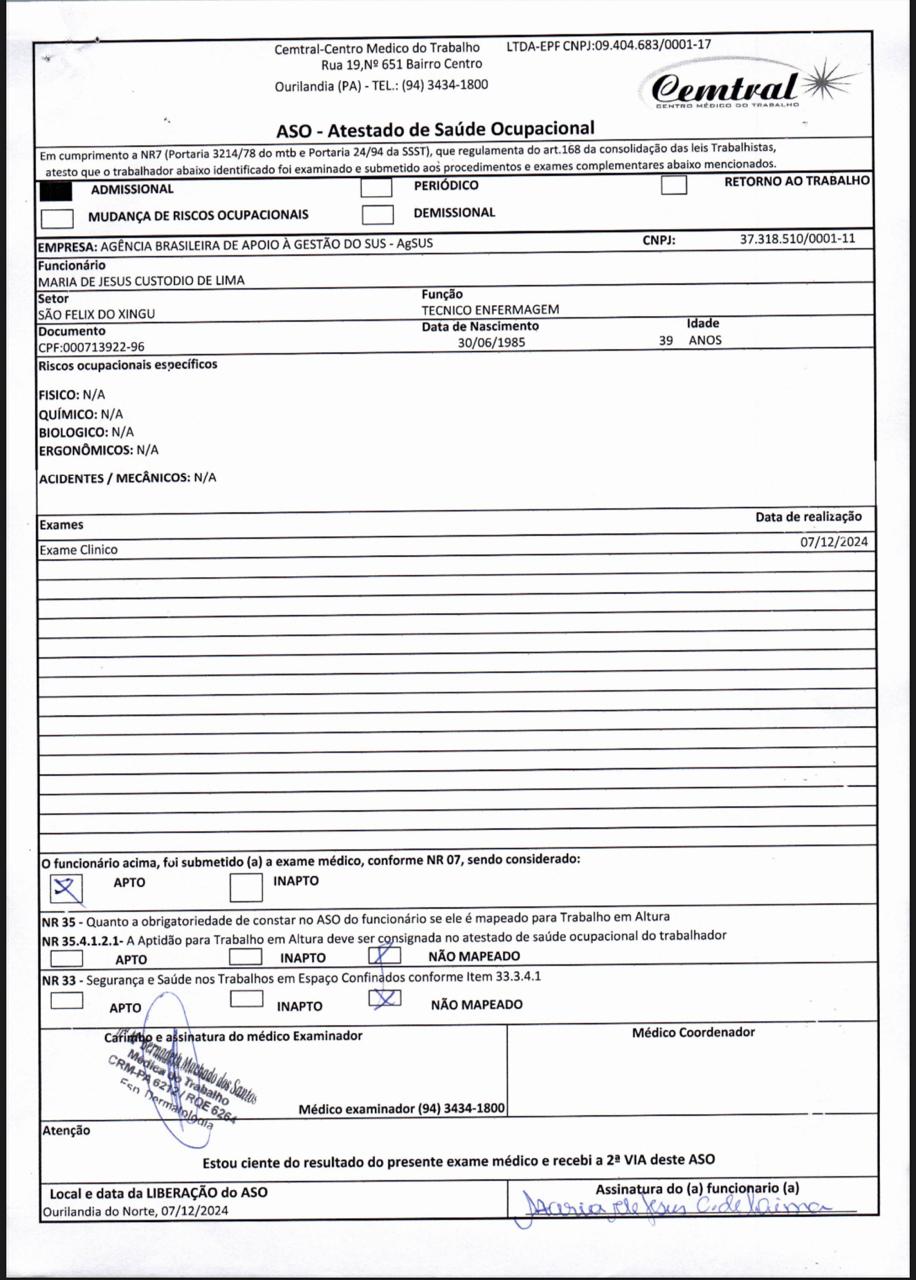 Cemtral-Centro Medico do Trabalho LTDA-EPF CNPJ:09.404.683/0001-17
Rua 19,Nº 651 Bairro Centro
Ourilandia (PA) - TEL.: (94) 3434-1800
Cemtral
CENTRO MÉDICO DO TRABALHO
ASO - Atestado de Saúde Ocupacional
Em cumprimento a NR7 (Portaria 3214/78 do mtb e Portaria 24/94 da SSST), que regulamenta do art.168 da consolidação das leis Trabalhistas,
atesto que o trabalhador abaixo identificado foi examinado e submetido aos procedimentos e exames complementares abaixo mencionados.
ADMISSIONAL PERIÓDICO RETORNO AO TRABALHO
MUDANÇA DE RISCOS OCUPACIONAIS DEMISSIONAL
EMPRESA: AGÊNCIA BRASILEIRA DE APOIO À GESTÃO DO SUS - AgSUS CNPJ: 37.318.510/0001-11
Funcionário
MARIA DE JESUS CUSTODIO DE LIMA
Setor Função
SÃO FELIX DO XINGU TECNICO ENFERMAGEM
Documento Data de Nascimento Idade
CPF:000713922-96 30/06/1985 39 ANOS
Riscos ocupacionais específicos
FISICO: N/A
QUÍMICO: N/A
BIOLOGICO: N/A
ERGONÔMICOS: N/A
ACIDENTES / MECÂNICOS: N/A
Exames Data de realização
Exame Clinico 07/12/2024
O funcionário acima, foi submetido (a) a exame médico, conforme NR 07, sendo considerado:
X APTO INAPTO
NR 35 - Quanto a obrigatoriedade de constar no ASO do funcionário se ele é mapeado para Trabalho em Altura
NR 35.4.1.2.1- A Aptidão para Trabalho em Altura deve ser consignada no atestado de saúde ocupacional do trabalhador
APTO INAPTO X NÃO MAPEADO
NR 33 - Segurança e Saúde nos Trabalhos em Espaço Confinados conforme Item 33.3.4.1
APTO INAPTO X NÃO MAPEADO
Carimbo e assinatura do médico Examinador Médico Coordenador
Bernadeth Machado dos Santos
Médica do Trabalho
CRM-PA 6212 / RQE 6264
Esp. Dermatologia
Médico examinador (94) 3434-1800
Atenção
Estou ciente do resultado do presente exame médico e recebi a 2ª VIA deste ASO
Local e data da LIBERAÇÃO do ASO Assinatura do (a) funcionario (a)
Ourilandia do Norte, 07/12/2024 Maria de Jesus C. de Laima